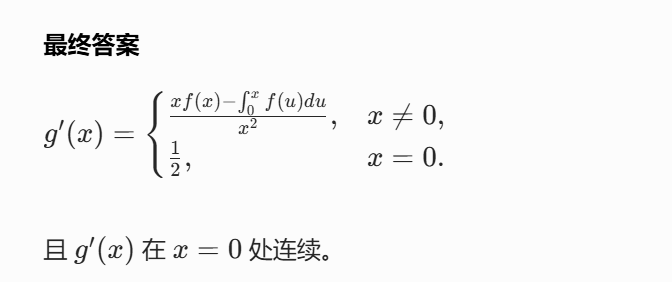 最终答案
g′(x) = { (xf(x)−∫₀ˣ f(u)du)/x², x ≠ 0,
1/2, x = 0.
且 g′(x) 在 x = 0 处连续。